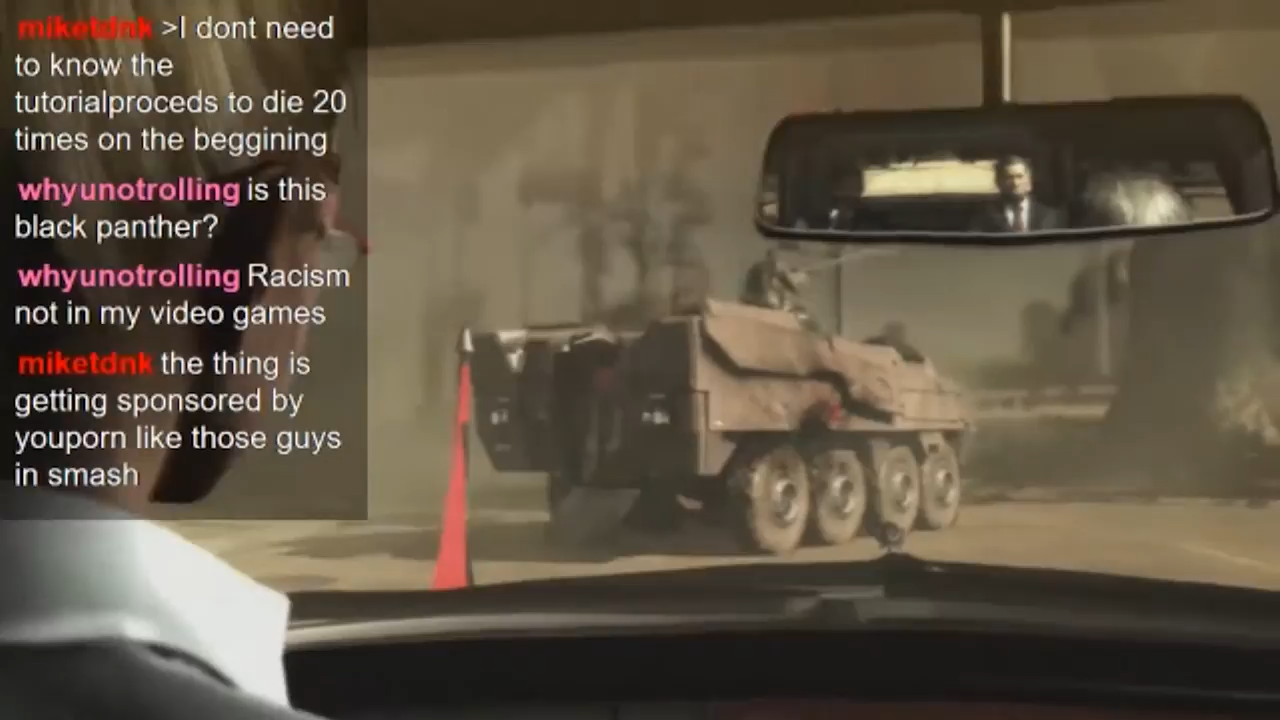 miketdnk >I dont need
to know the
tutorialproceds to die 20
times on the beggining
whyunotrolling is this
black panther?
whyunotrolling Racism
not in my video games
miketdnk the thing is
getting sponsored by
youporn like those guys
in smash